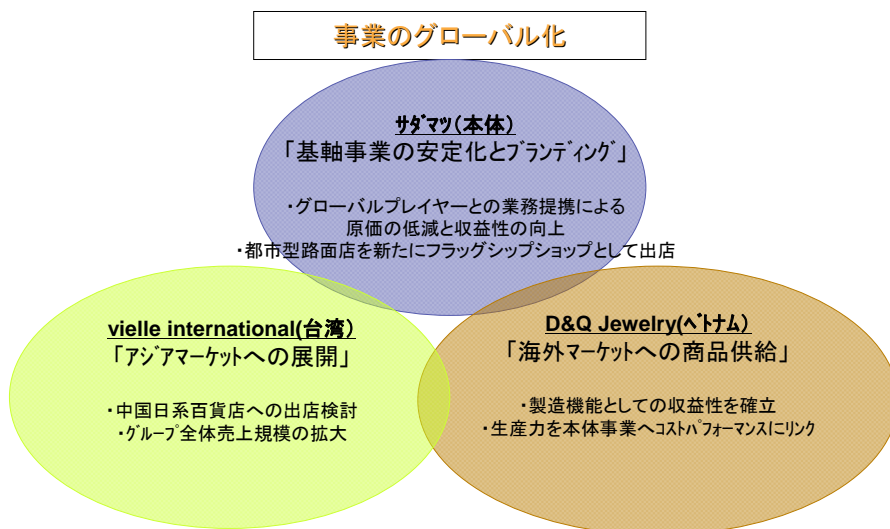 事業のグローバル化
サダマツ（本体）
「基軸事業の安定化とブランディング」
・グローバルプレイヤーとの業務提携による
原価の低減と収益性の向上
・都市型路面店を新たにフラッグシップショップとして出店
vielle international(台湾)
「アジアマーケットへの展開」
・中国日系百貨店への出店検討
・グループ全体売上規模の拡大
D&Q Jewelry(ベトナム)
「海外マーケットへの商品供給」
・製造機能としての収益性を確立
・生産力を本体事業へコストパフォーマンスにリンク